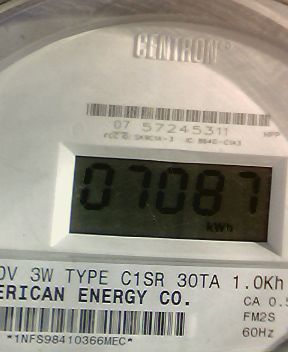 CENTRON®
07 57245311
07087
kWh
0V 3W TYPE C1SR 30TA 1.0Kh
ERICAN ENERGY CO.
CA 0.5
FM2S
60Hz
*1NFS98410366MEC*